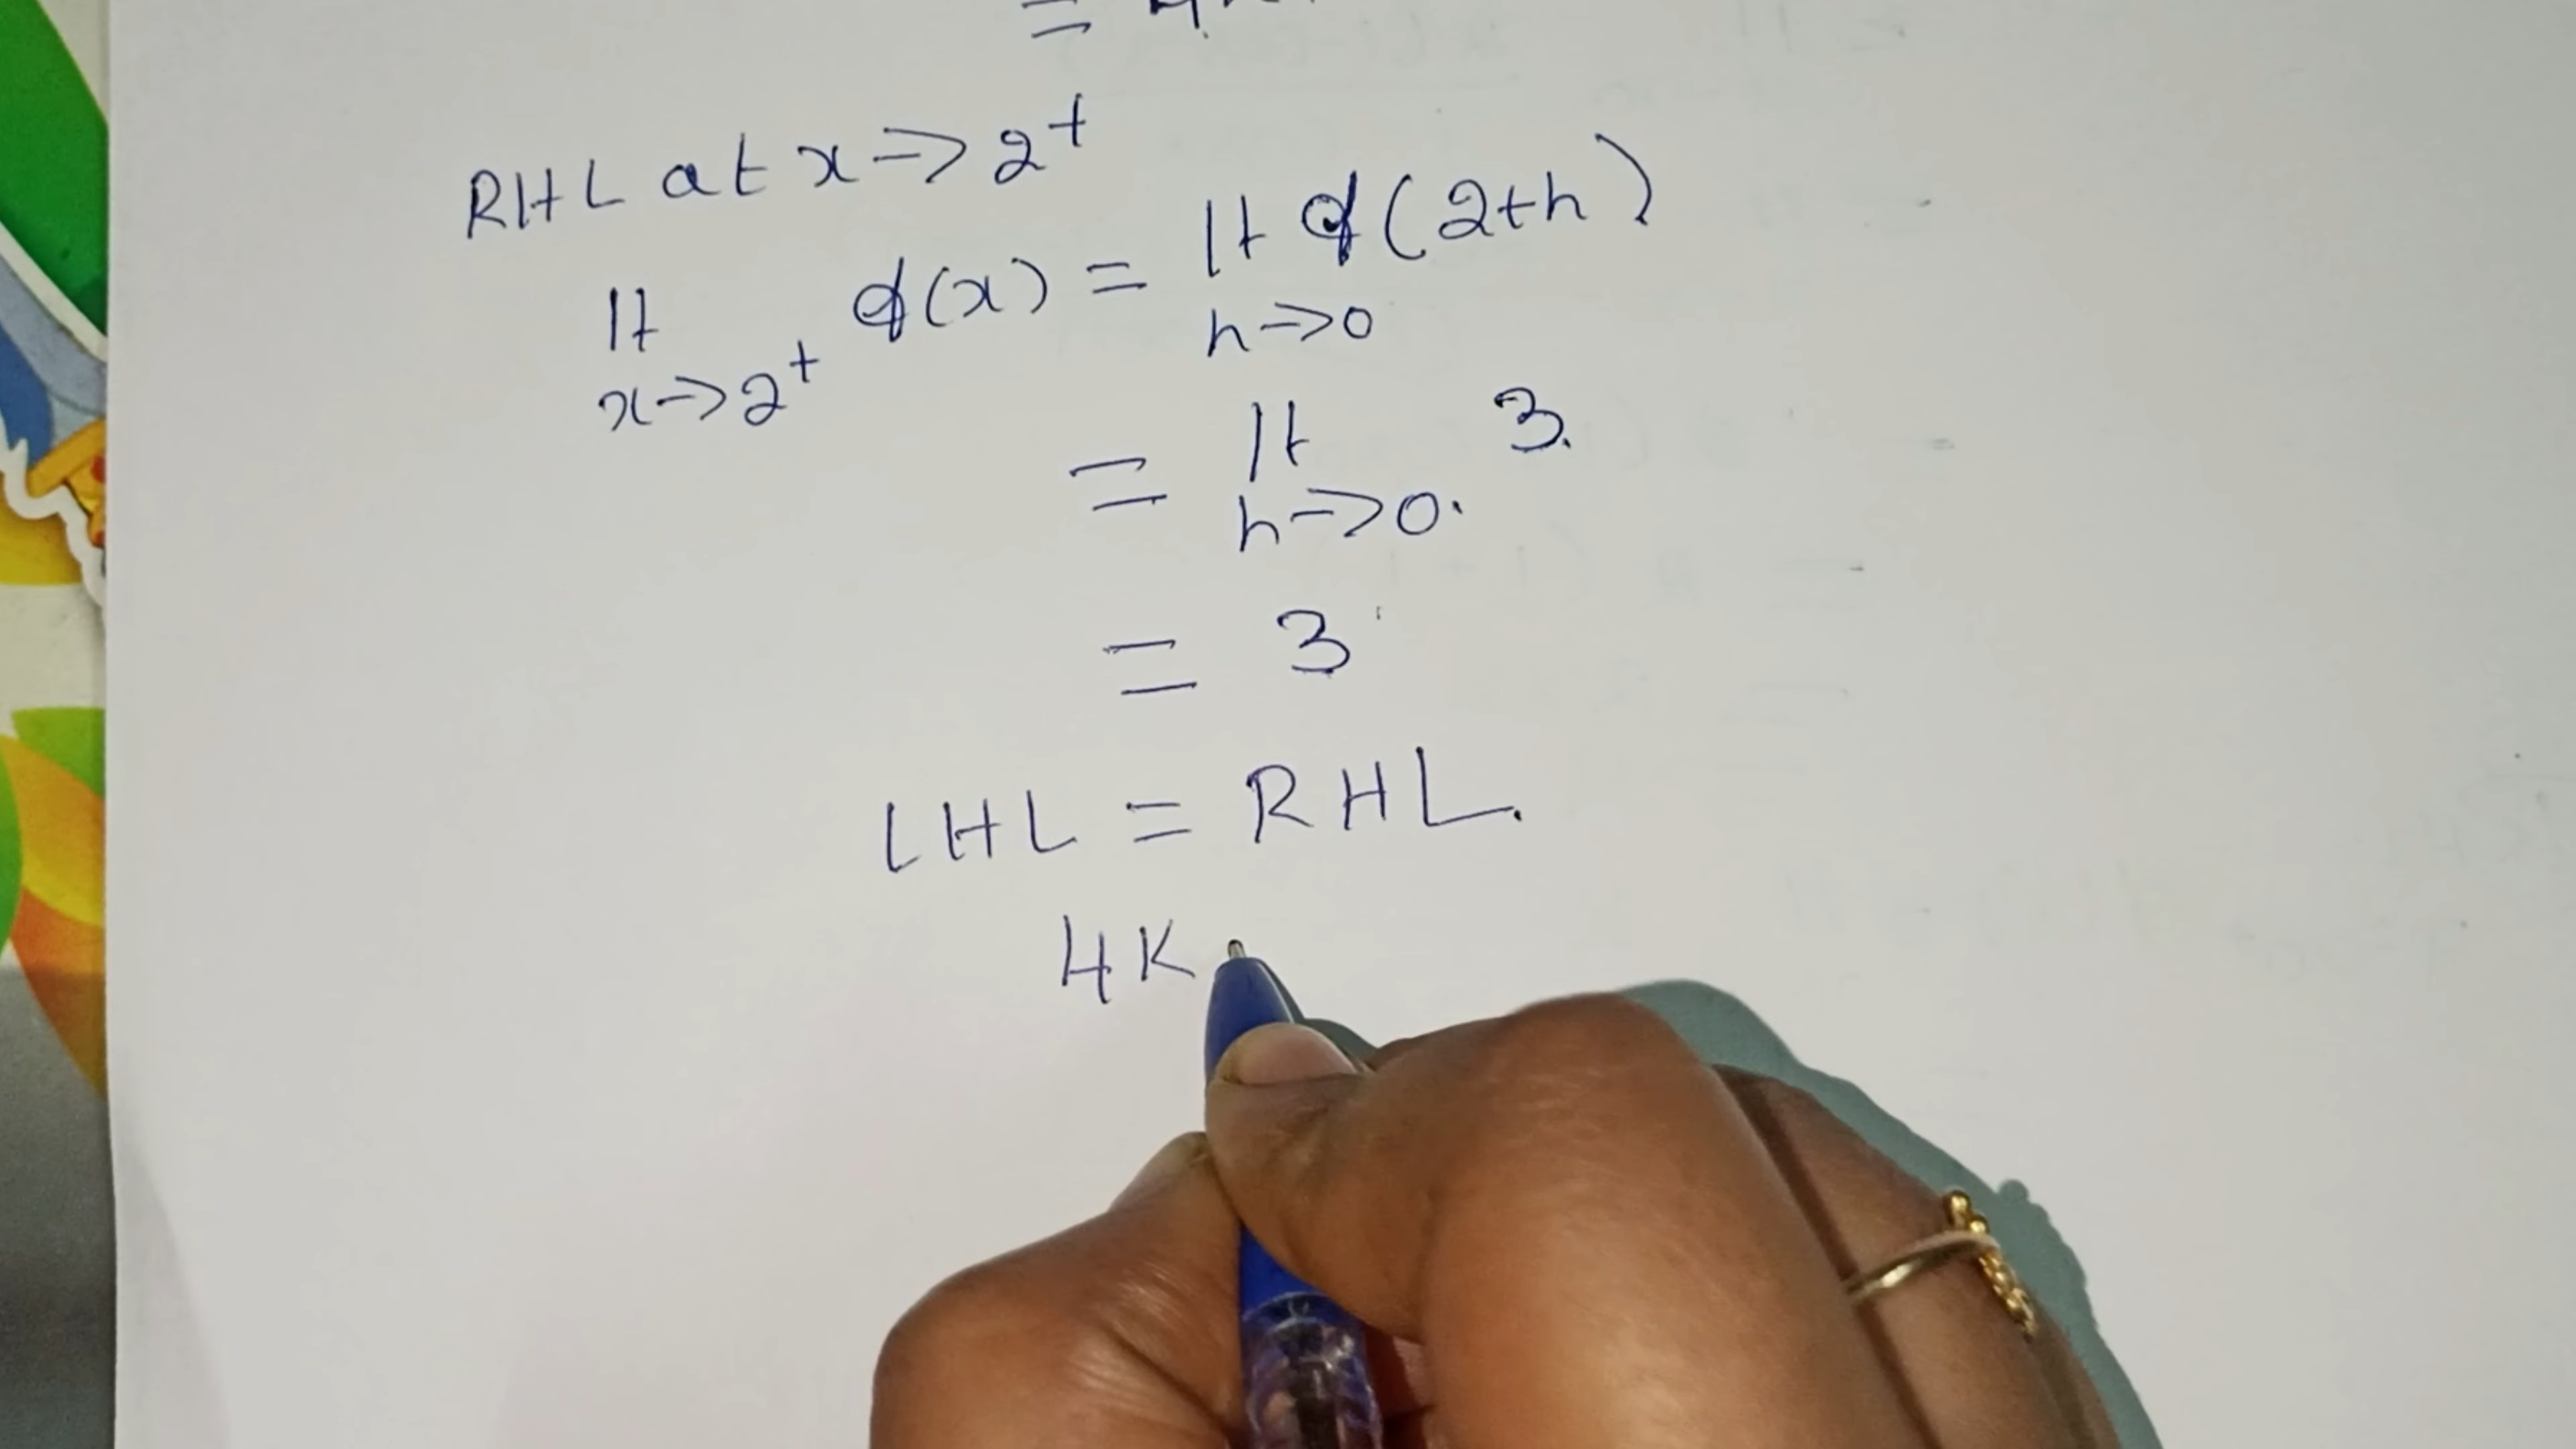 RHL at x->2+
lt f(x) = lt f(2+h)
x->2+ h->0
= lt 3.
h->0.
= 3
LHL = RHL.
4K